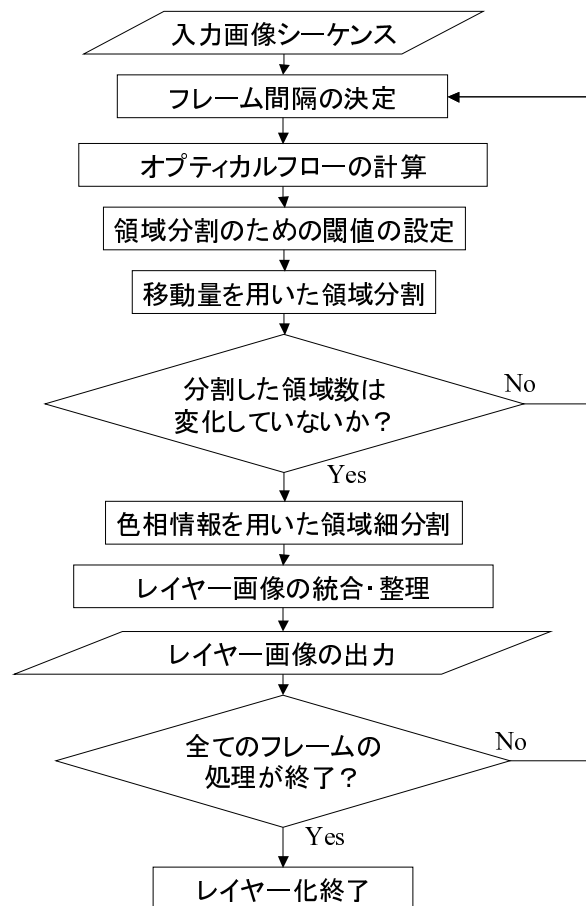 入力画像シーケンス
フレーム間隔の決定
オプティカルフローの計算
領域分割のための閾値の設定
移動量を用いた領域分割
分割した領域数は
変化していないか？
No
Yes
色相情報を用いた領域細分割
レイヤー画像の統合・整理
レイヤー画像の出力
全てのフレームの
処理が終了？
No
Yes
レイヤー化終了